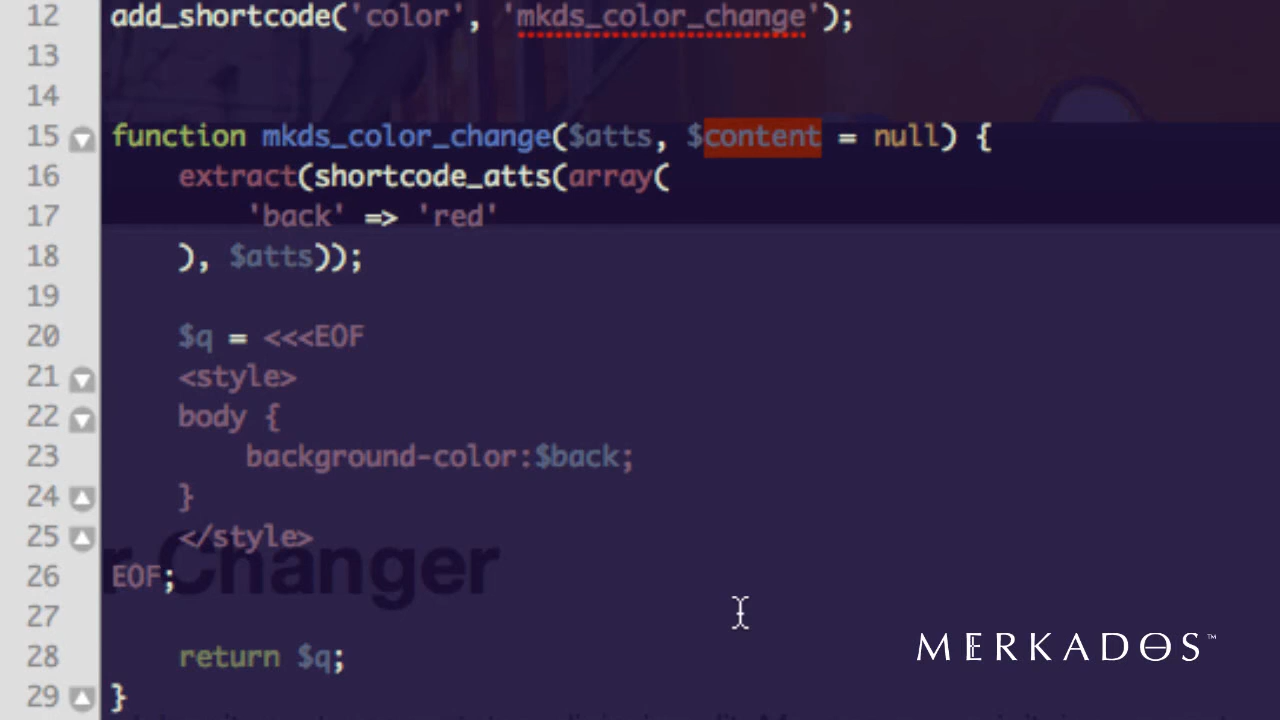 12 add_shortcode('color', 'mkds_color_change');
13
14
15 function mkds_color_change($atts, $content = null) {
16 extract(shortcode_atts(array(
17 'back' => 'red'
18 ), $atts));
19
20 $q = <<<EOF
21 <style>
22 body {
23 background-color:$back;
24 }
25 </style>
r Changer
26 EOF;
27
28 return $q;
MERKADOS™
29 }